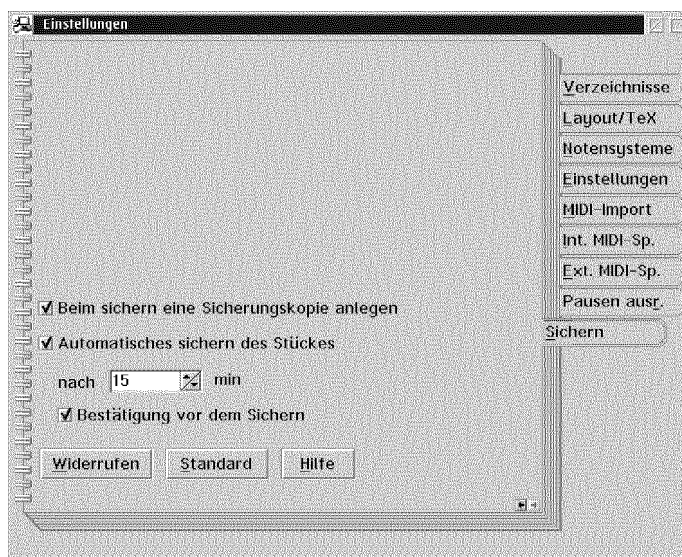 Einstellungen
Verzeichnisse
Layout/TeX
Notensysteme
Einstellungen
MIDI-Import
Int. MIDI-Sp.
Ext. MIDI-Sp.
Pausen ausr.
Sichern
Beim sichern eine Sicherungskopie anlegen
Automatisches sichern des Stückes
nach 15 min
Bestätigung vor dem Sichern
Widerrufen Standard Hilfe